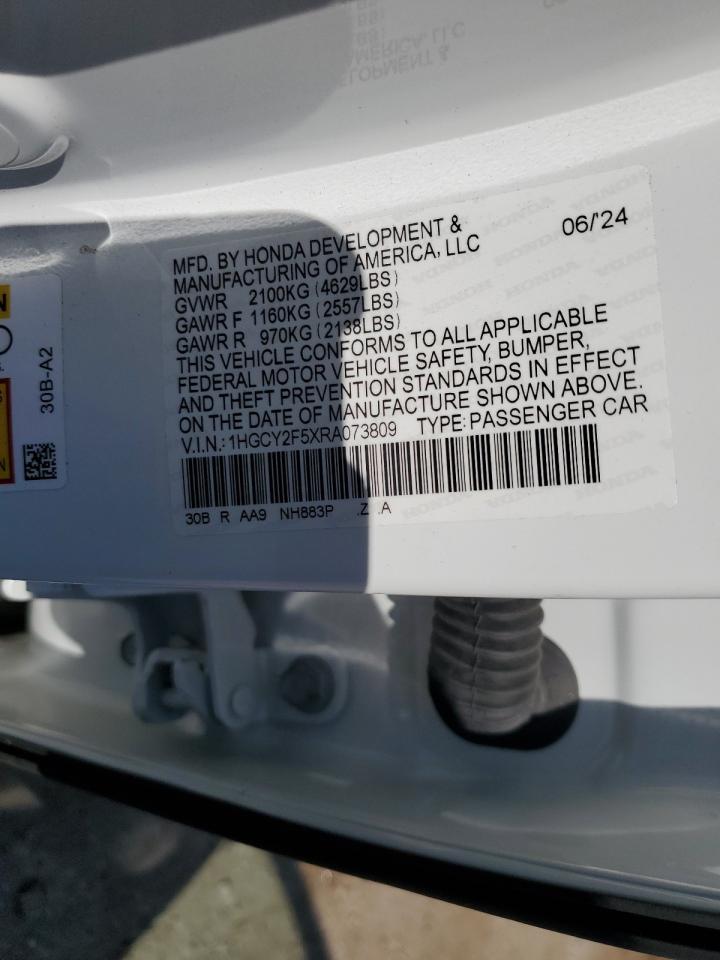 MFD. BY HONDA DEVELOPMENT & 06/'24
MANUFACTURING OF AMERICA, LLC
GVWR 2100KG (4629LBS)
GAWR F 1160KG (2557LBS)
GAWR R 970KG (2138LBS)
THIS VEHICLE CONFORMS TO ALL APPLICABLE
FEDERAL MOTOR VEHICLE SAFETY, BUMPER,
AND THEFT PREVENTION STANDARDS IN EFFECT
ON THE DATE OF MANUFACTURE SHOWN ABOVE.
V.I.N.: 1HGCY2F5XRA073809 TYPE: PASSENGER CAR
30B R AA9 NH883P .Z .A
30B-A2